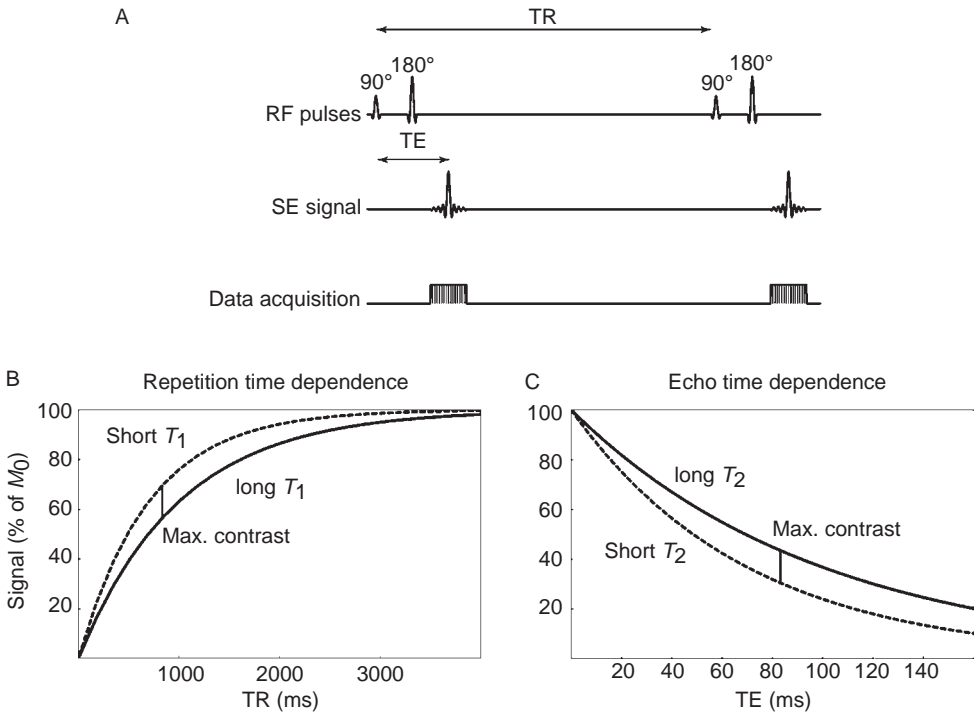 A
TR
90°
180°
90°
180°
RF pulses
TE
SE signal
Data acquisition
B
Repetition time dependence
Signal (% of M0)
100
80
60
40
20
Short T1
long T1
Max. contrast
1000
2000
3000
TR (ms)
C
Echo time dependence
100
80
60
40
20
long T2
Short T2
Max. contrast
20
40
60
80
100
120
140
TE (ms)